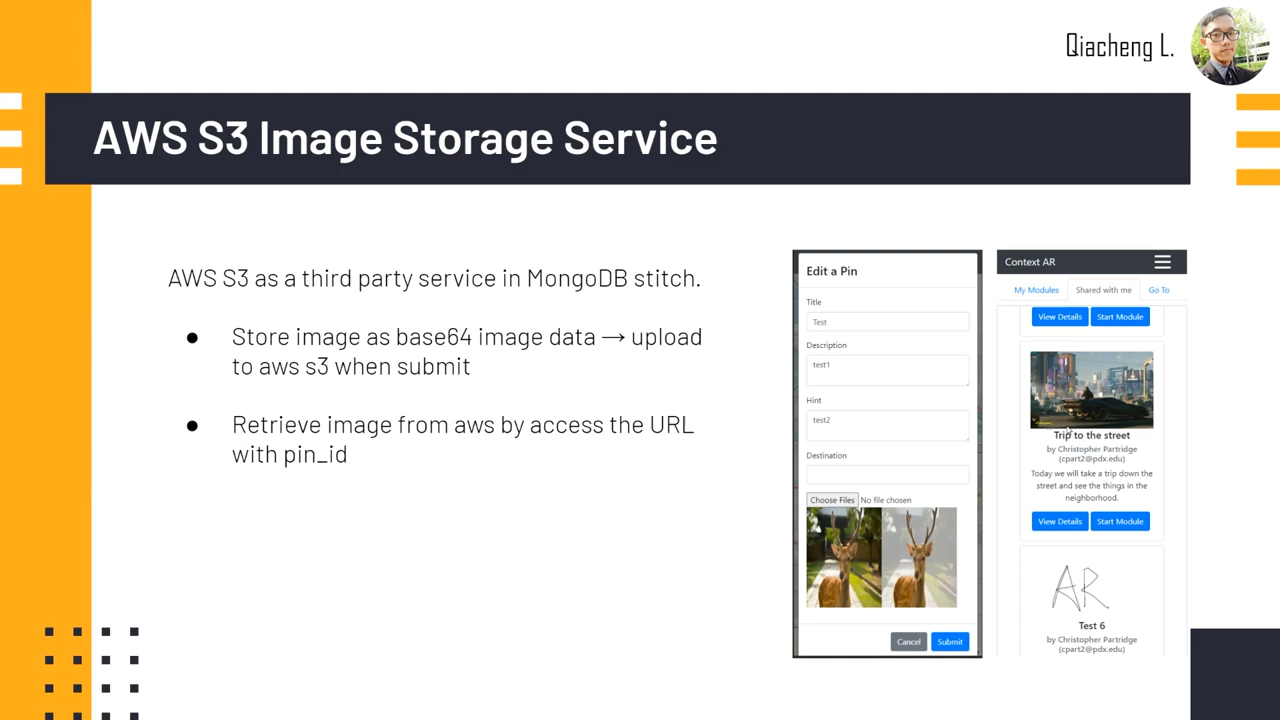 Qiacheng L.
AWS S3 Image Storage Service
AWS S3 as a third party service in MongoDB stitch.
● Store image as base64 image data → upload
to aws s3 when submit
● Retrieve image from aws by access the URL
with pin_id
Edit a Pin
Title
Test
Description
test1
Hint
test2
Destination
Choose Files No file chosen
Cancel Submit
Context AR
My Modules Shared with me Go To
View Details Start Module
Trip to the street
by Christopher Partridge
(cpart2@pdx.edu)
Today we will take a trip down the
street and see the things in the
neighborhood.
View Details Start Module
AR
Test 6
by Christopher Partridge
(cpart2@pdx.edu)